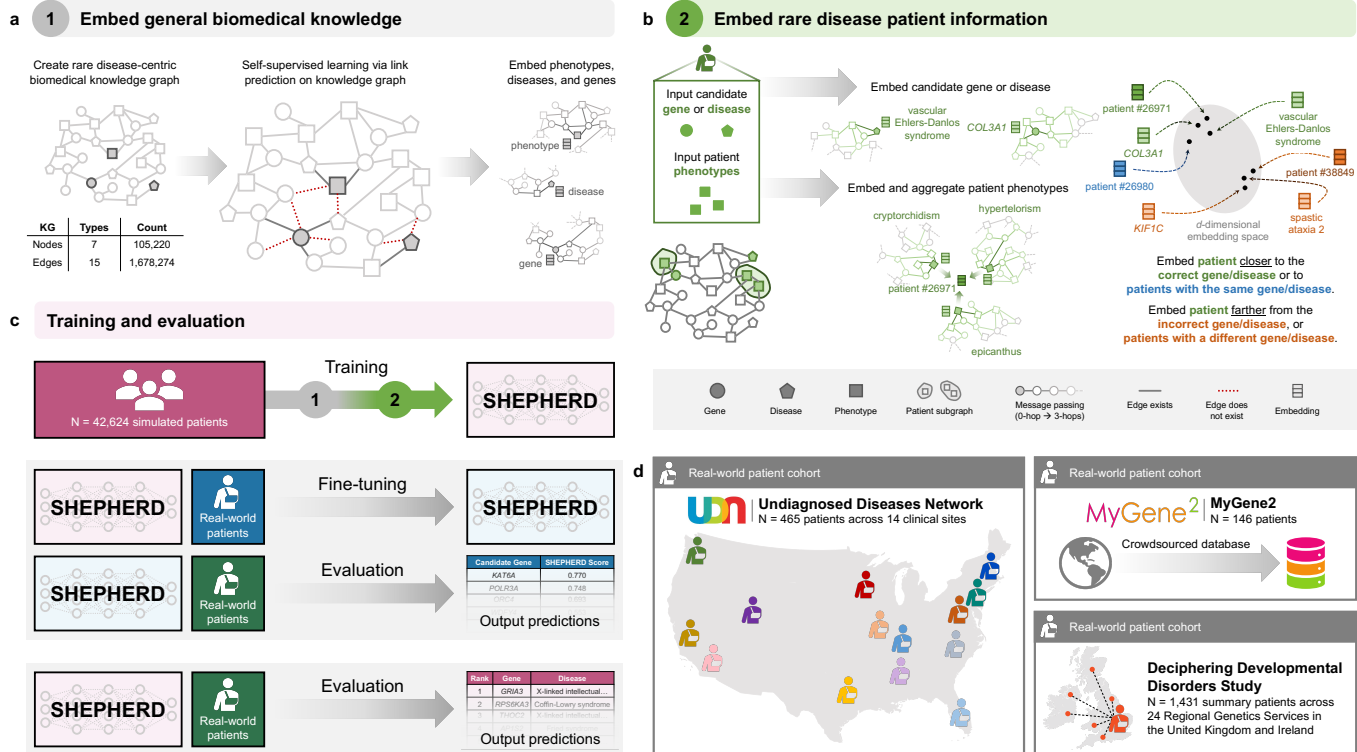 a
1
Embed general biomedical knowledge
Create rare disease-centric
biomedical knowledge graph
Self-supervised learning via link
prediction on knowledge graph
Embed phenotypes,
diseases, and genes
phenotype
disease
gene
KG Types Count
Nodes 7 105,220
Edges 15 1,678,274
b
2
Embed rare disease patient information
Input candidate
gene or disease
Input patient
phenotypes
Embed candidate gene or disease
vascular
Ehlers-Danlos
syndrome
COL3A1
Embed and aggregate patient phenotypes
cryptorchidism
hypertelorism
patient #26971
epicanthus
patient #26971
COL3A1
patient #26980
KIF1C
vascular
Ehlers-Danlos
syndrome
patient #38849
spastic
ataxia 2
d-dimensional
embedding space
Embed patient closer to the
correct gene/disease or to
patients with the same gene/disease.
Embed patient farther from the
incorrect gene/disease, or
patients with a different gene/disease.
Gene
Disease
Phenotype
Patient subgraph
Message passing
(0-hop → 3-hops)
Edge exists
Edge does
not exist
Embedding
c
Training and evaluation
N = 42,624 simulated patients
Training
1
2
SHEPHERD
SHEPHERD
Real-world
patients
Fine-tuning
SHEPHERD
SHEPHERD
Real-world
patients
Evaluation
Candidate Gene SHEPHERD Score
KAT6A 0.770
POLR3A 0.748
Output predictions
SHEPHERD
Real-world
patients
Evaluation
Rank Gene Disease
1 GRIA3 X-linked intellectual...
2 RPS6KA3 Coffin-Lowry syndrome
3 THOC2 X-linked intellectual...
Output predictions
d
Real-world patient cohort
UDN
Undiagnosed Diseases Network
N = 465 patients across 14 clinical sites
Real-world patient cohort
MyGene2
MyGene2
N = 146 patients
Crowdsourced database
Real-world patient cohort
Deciphering Developmental
Disorders Study
N = 1,431 summary patients across
24 Regional Genetics Services in
the United Kingdom and Ireland